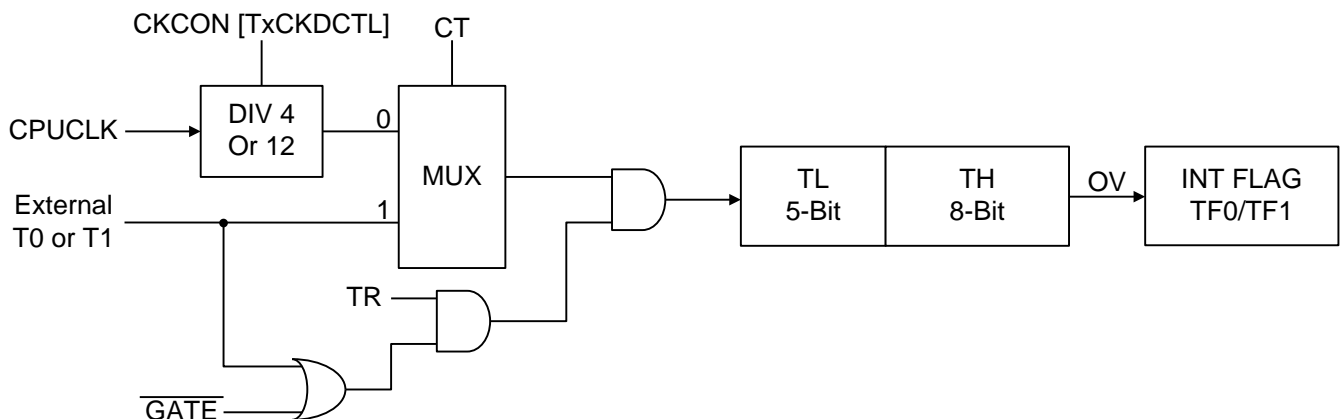 CKCON [TxCKDCTL]
CT
CPUCLK
DIV 4
Or 12
0
MUX
External
T0 or T1
1
TL
5-Bit
TH
8-Bit
OV
INT FLAG
TF0/TF1
TR
GATE